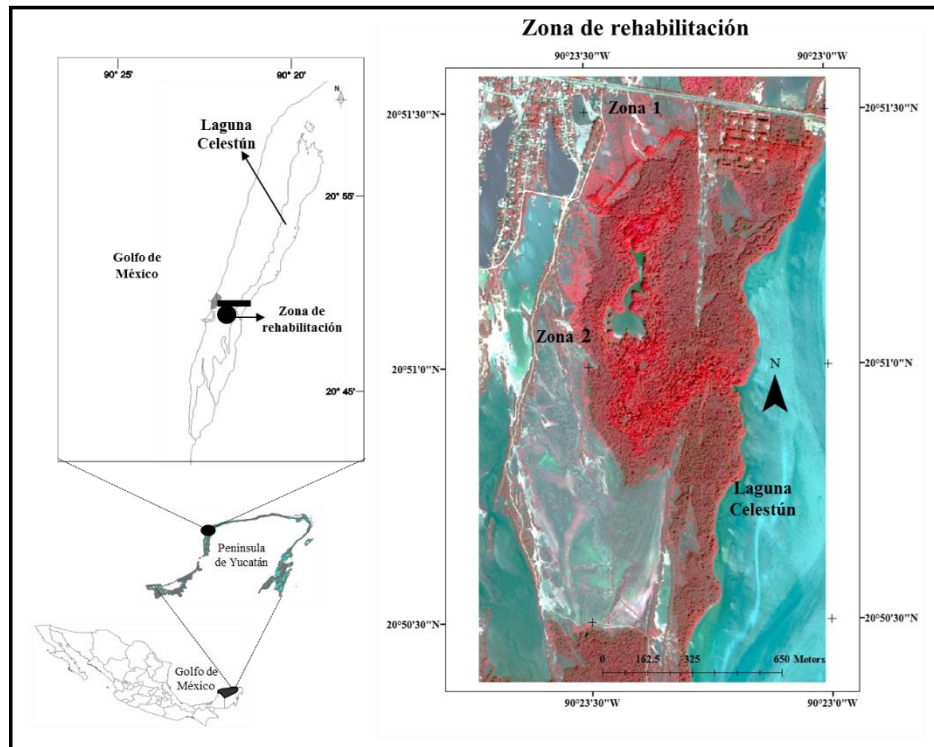 Zona de rehabilitación
90° 25'
90° 20'
N
Laguna
Celestún
20° 55'
Golfo de
México
Zona de
rehabilitación
20° 45'
Península
de Yucatán
Golfo de
México
90°23'30"W
90°23'0"W
20°51'30"N
20°51'30"N
Zona 1
Zona 2
20°51'0"N
20°51'0"N
N
Laguna
Celestún
20°50'30"N
20°50'30"N
0 162.5 325 650 Meters
90°23'30"W
90°23'0"W